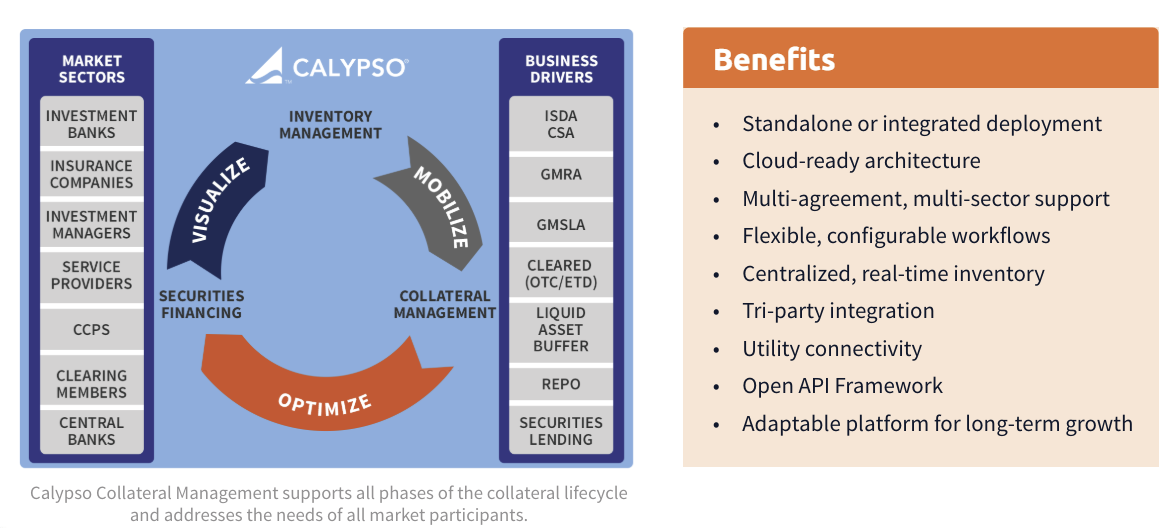 MARKET
SECTORS
INVESTMENT
BANKS
INSURANCE
COMPANIES
INVESTMENT
MANAGERS
SERVICE
PROVIDERS
CCPS
CLEARING
MEMBERS
CENTRAL
BANKS
CALYPSO
INVENTORY
MANAGEMENT
VISUALIZE
MOBILIZE
SECURITIES
FINANCING
COLLATERAL
MANAGEMENT
OPTIMIZE
BUSINESS
DRIVERS
ISDA
CSA
GMRA
GMSLA
CLEARED
(OTC/ETD)
LIQUID
ASSET
BUFFER
REPO
SECURITIES
LENDING
Calypso Collateral Management supports all phases of the collateral lifecycle
and addresses the needs of all market participants.
Benefits
• Standalone or integrated deployment
• Cloud-ready architecture
• Multi-agreement, multi-sector support
• Flexible, configurable workflows
• Centralized, real-time inventory
• Tri-party integration
• Utility connectivity
• Open API Framework
• Adaptable platform for long-term growth